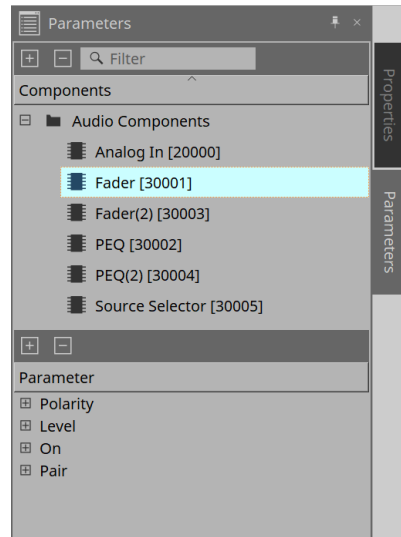 Parameters
Filter
Components
Audio Components
Analog In [20000]
Fader [30001]
Fader(2) [30003]
PEQ [30002]
PEQ(2) [30004]
Source Selector [30005]
Parameter
Polarity
Level
On
Pair
Properties
Parameters